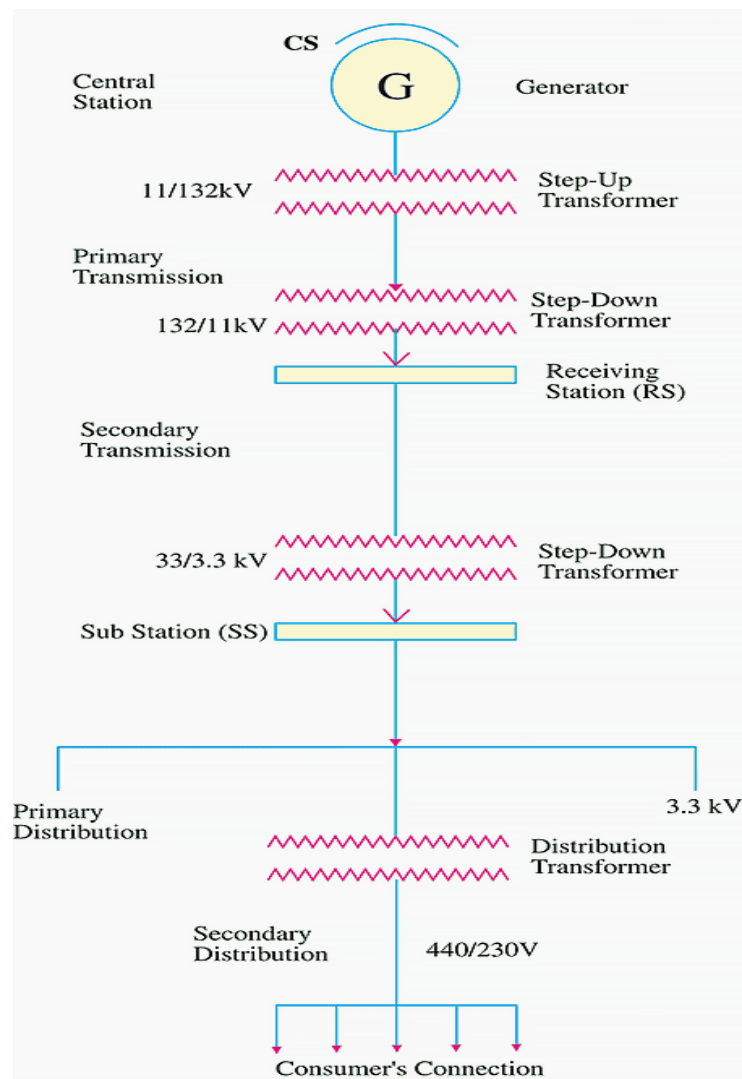 CS
Central
Station
G
Generator
11/132kV
Step-Up
Transformer
Primary
Transmission
132/11kV
Step-Down
Transformer
Receiving
Station (RS)
Secondary
Transmission
33/3.3 kV
Step-Down
Transformer
Sub Station (SS)
Primary
Distribution
3.3 kV
Distribution
Transformer
Secondary
Distribution
440/230V
Consumer's Connection